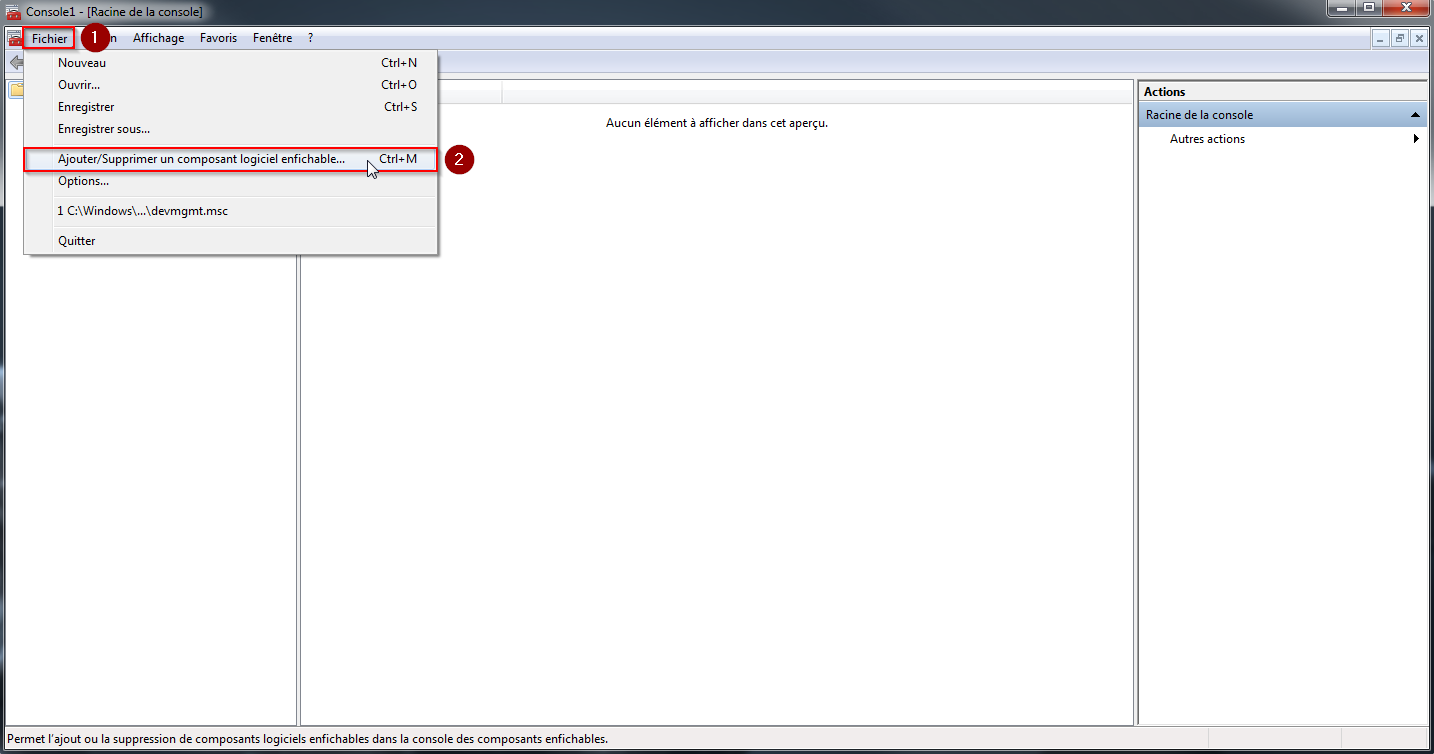 Console1 - [Racine de la console]
Fichier 1 n Affichage Favoris Fenêtre ?
Nouveau Ctrl+N
Ouvrir... Ctrl+O
Enregistrer Ctrl+S
Enregistrer sous...
Ajouter/Supprimer un composant logiciel enfichable... Ctrl+M 2
Options...
1 C:\Windows\...\devmgmt.msc
Quitter
Aucun élément à afficher dans cet aperçu.
Actions
Racine de la console
Autres actions
Permet l'ajout ou la suppression de composants logiciels enfichables dans la console des composants enfichables.